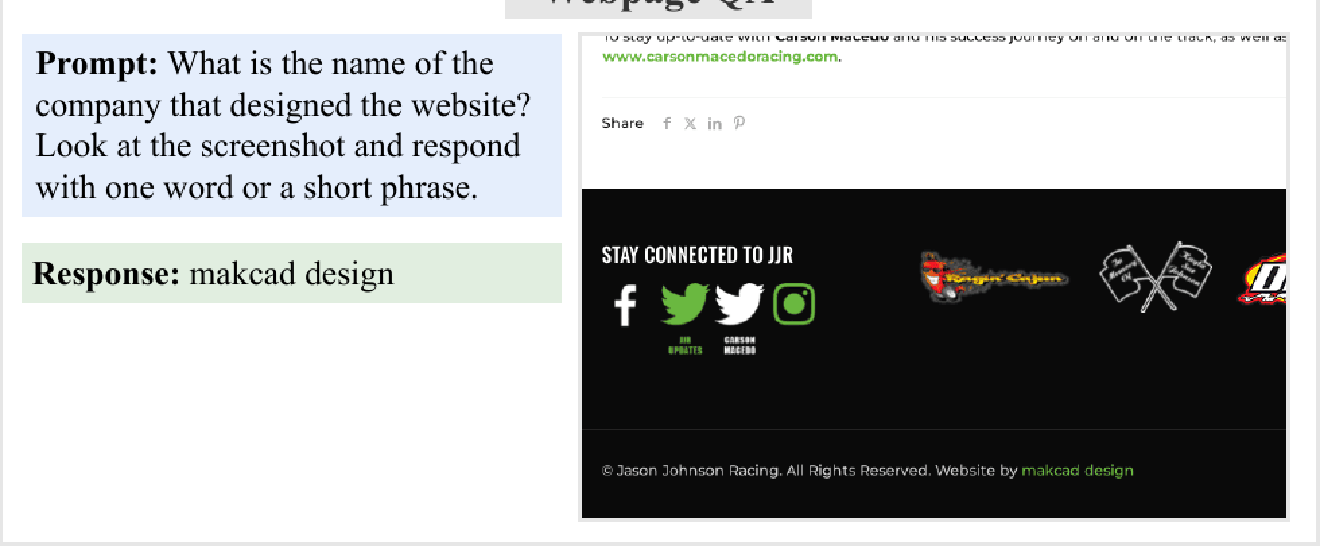 Webpage QA
Prompt: What is the name of the
company that designed the website?
Look at the screenshot and respond
with one word or a short phrase.
Response: makcad design
To stay up-to-date with Carson Macedo and his success journey on and off the track, as well as
www.carsonmacedoracing.com.
Share
STAY CONNECTED TO JJR
JJR
UPDATES
CARSON
MACEDO
Ragin' Cajun
© Jason Johnson Racing. All Rights Reserved. Website by makcad design